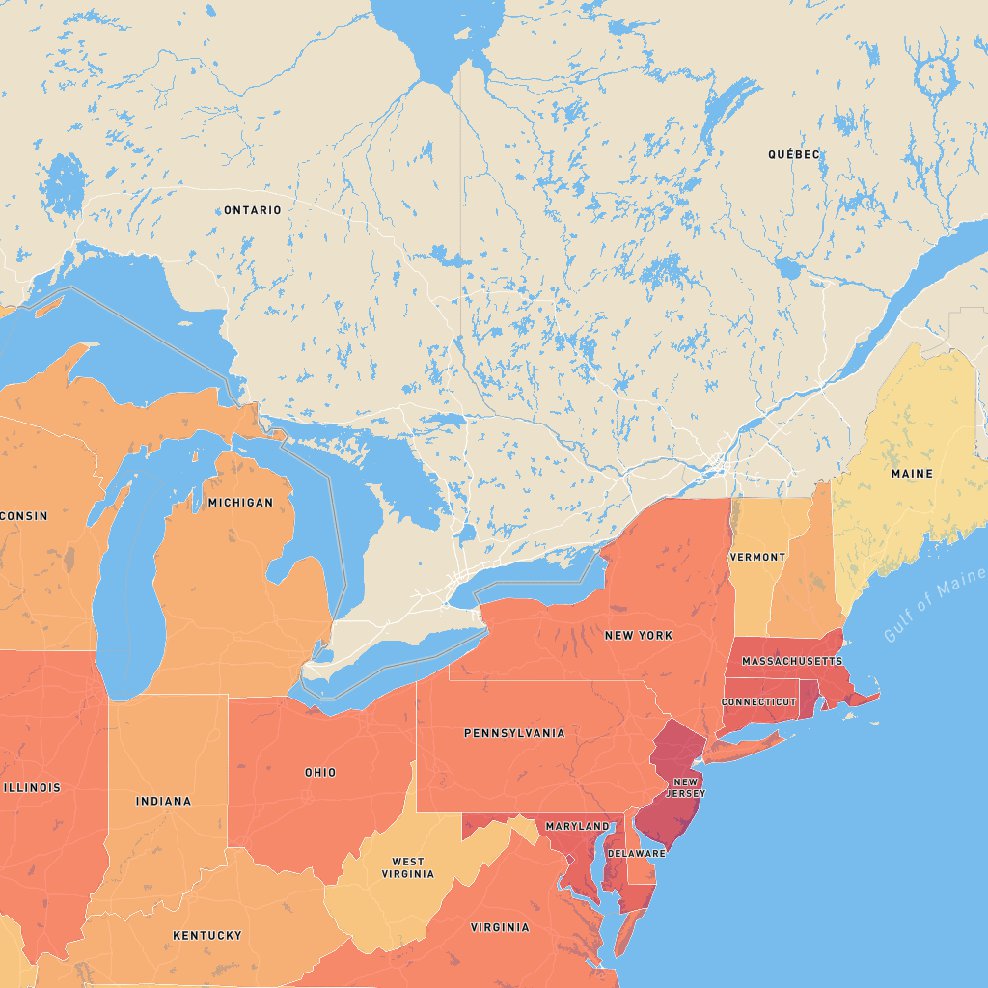 QUÉBEC
ONTARIO
MAINE
MICHIGAN
CONSIN
VERMONT
Gulf of Maine
NEW YORK
MASSACHUSETTS
CONNECTICUT
PENNSYLVANIA
OHIO
ILLINOIS
NEW
JERSEY
INDIANA
MARYLAND
DELAWARE
WEST
VIRGINIA
VIRGINIA
KENTUCKY